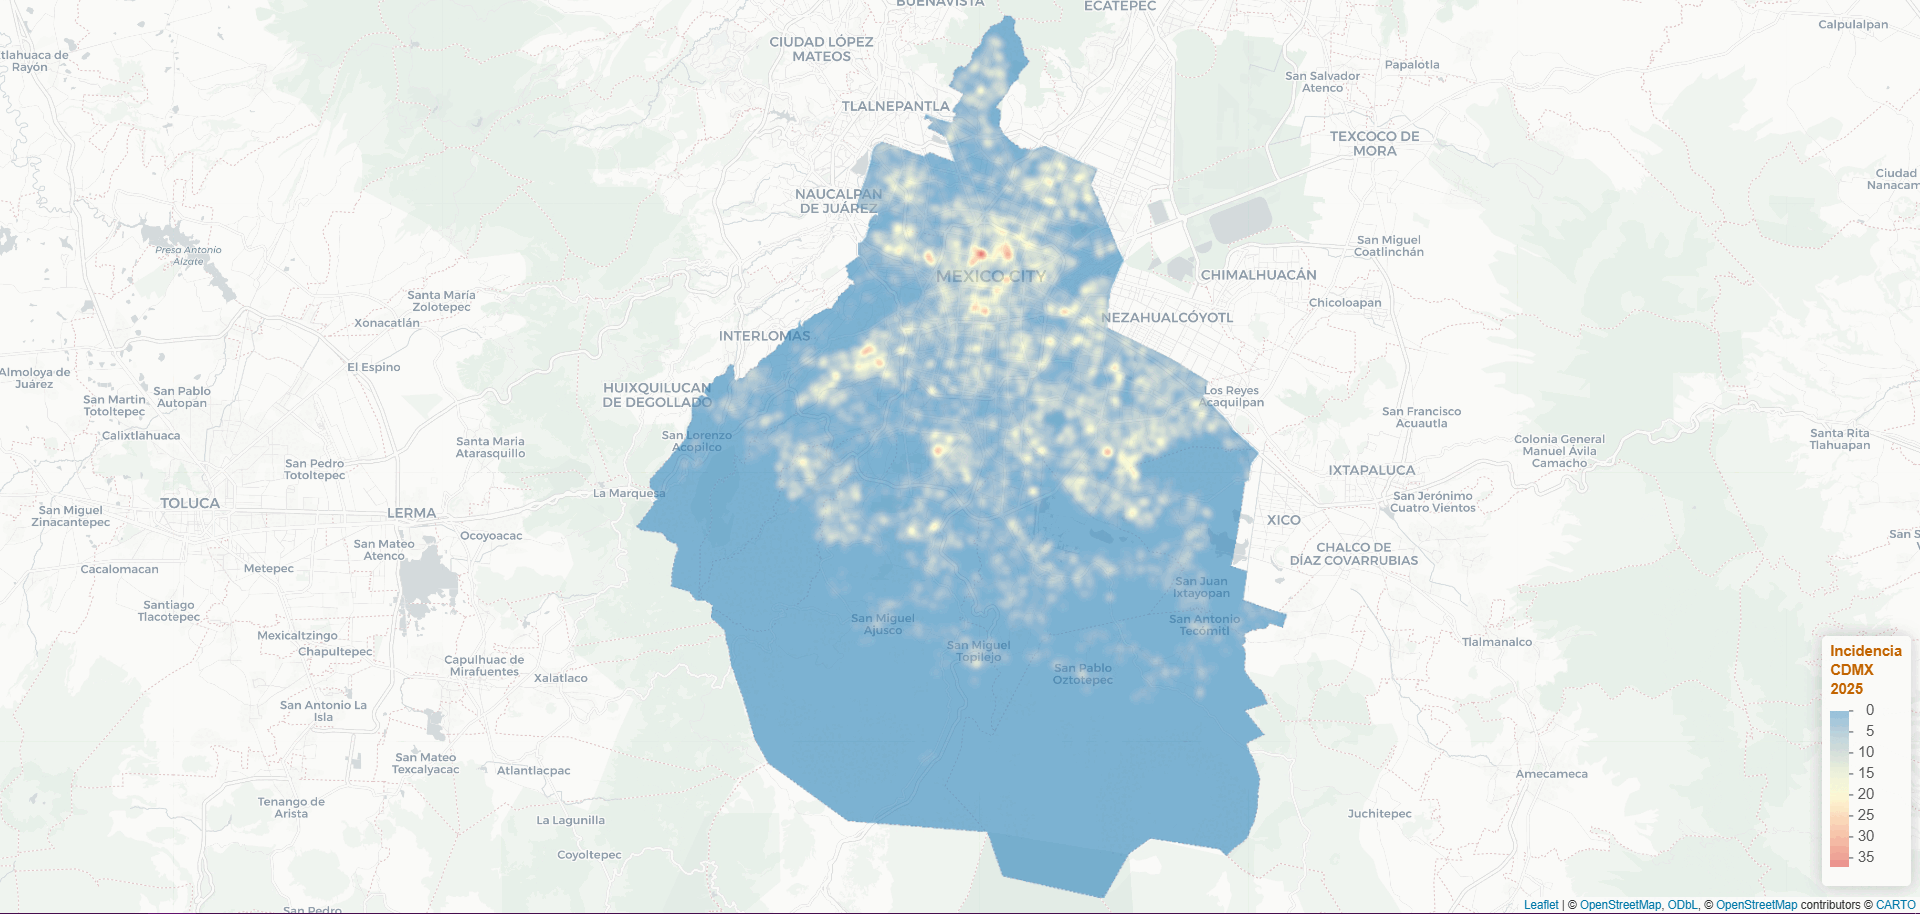 BUENAVISTA
ECATEPEC
Calpulalpan
CIUDAD LÓPEZ
MATEOS
tlahuaca de
Rayón
Papalotla
San Salvador
Atenco
TLALNEPANTLA
TEXCOCO DE
MORA
Ciudad
Nanacam
NAUCALPAN
DE JUÁREZ
Presa Antonio
Alzate
San Miguel
Coatlinchán
MEXICO CITY
CHIMALHUACÁN
Santa María
Zolotepec
Chicoloapan
Xonacatlán
NEZAHUALCÓYOTL
INTERLOMAS
El Espino
Almoloya de
Juárez
San Pablo
Autopan
HUIXQUILUCAN
DE DEGOLLADO
Los Reyes
Acaquilpan
San Martin
Totoltepec
San Francisco
Acuautla
Calixtlahuaca
San Lorenzo
Acopilco
Santa Maria
Atarasquillo
Colonia General
Manuel Ávila
Camacho
Santa Rita
Tlahuapan
San Pedro
Totoltepec
IXTAPALUCA
La Marquesa
TOLUCA
San Jerónimo
Cuatro Vientos
San Miguel
Zinacantepec
LERMA
XICO
Ocoyoacac
San S
San Mateo
Atenco
CHALCO DE
DÍAZ COVARRUBIAS
Cacalomacan
Metepec
San Juan
Ixtayopan
Santiago
Tlacotepec
San Miguel
Ajusco
San Antonio
Tecomitl
Mexicaltzingo
Chapultepec
San Miguel
Topilejo
Tlalmanalco
Capulhuac de
Mirafuentes
Xalatlaco
San Pablo
Oztotepec
San Antonio La
Isla
San Mateo
Texcalyacac
Atlantlacpac
Amecameca
Tenango de
Arista
La Lagunilla
Juchitepec
Coyoltepec
San Pedro
Incidencia
CDMX
2025
0
5
10
15
20
25
30
35
Leaflet | © OpenStreetMap, ODbL, © OpenStreetMap contributors © CARTO